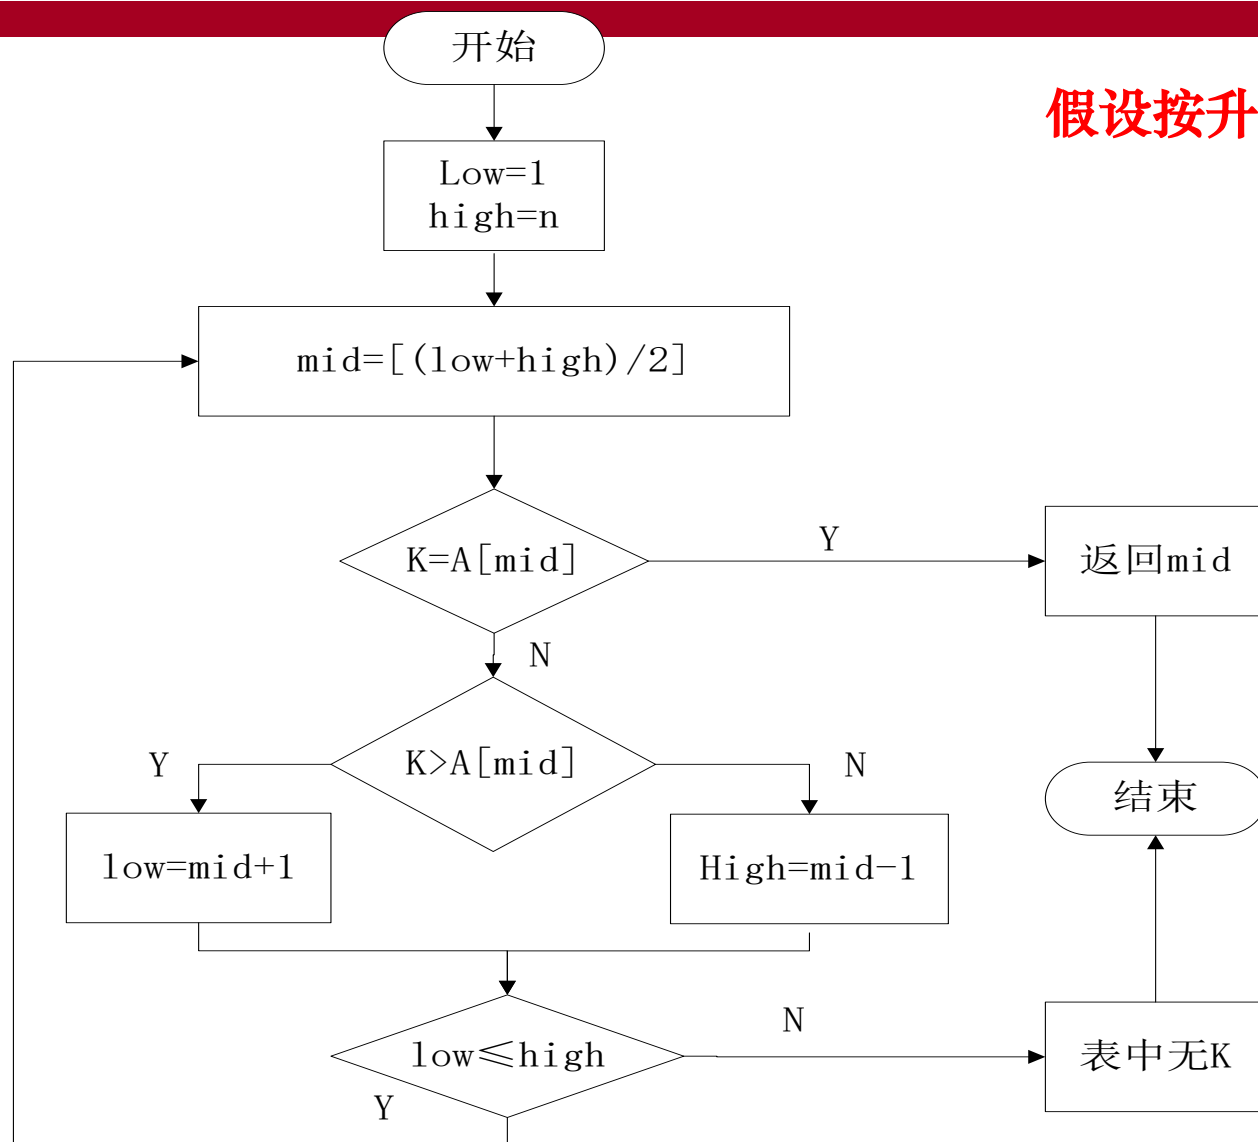 开始
假设按升
Low=1
high=n
mid=[(low+high)/2]
K=A[mid]
Y
返回mid
N
K>A[mid]
Y
N
结束
low=mid+1
High=mid-1
low≤high
N
表中无K
Y